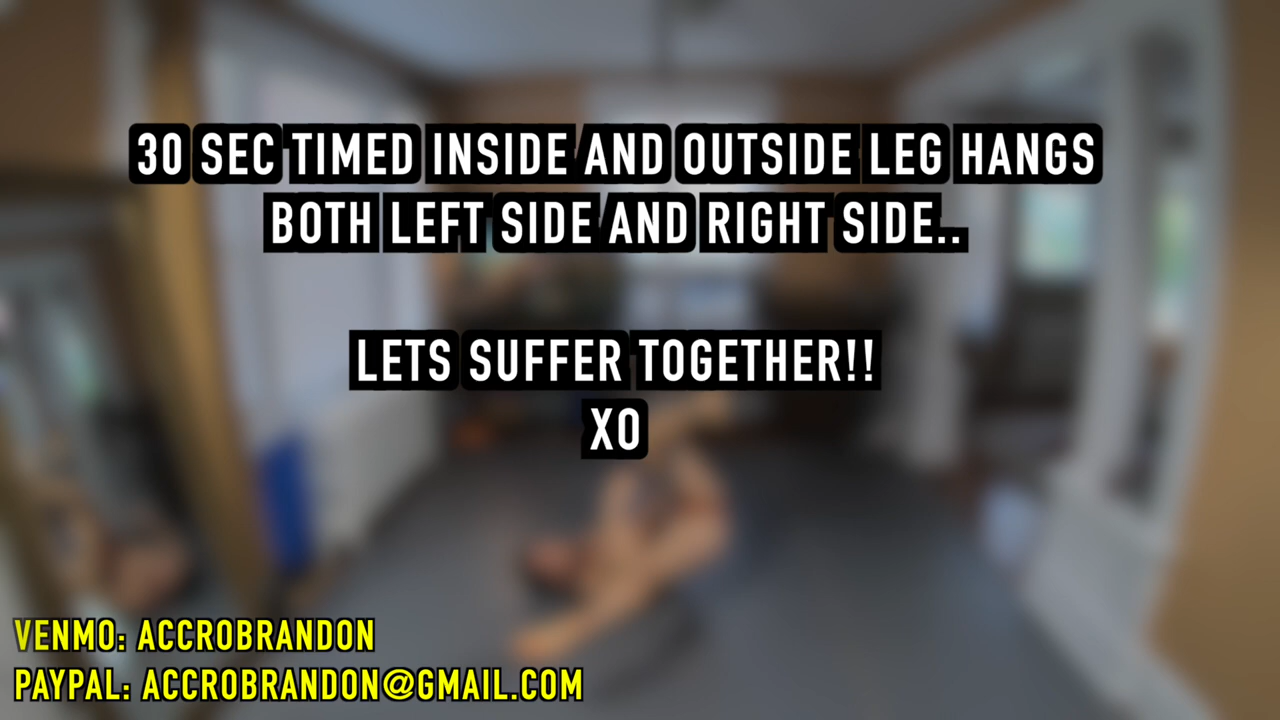 30 SEC TIMED INSIDE AND OUTSIDE LEG HANGS
BOTH LEFT SIDE AND RIGHT SIDE..
LETS SUFFER TOGETHER!!
XO
VENMO: ACCROBRANDON
PAYPAL: ACCROBRANDON@GMAIL.COM